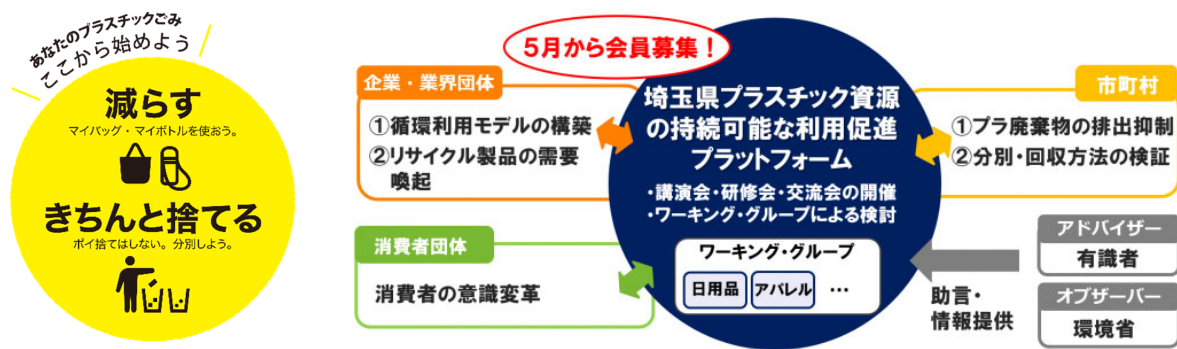 あなたのプラスチックごみ
ここから始めよう
減らす
マイバッグ・マイボトルを使おう。
きちんと捨てる
ポイ捨てはしない。分別しよう。
5月から会員募集！
企業・業界団体
①循環利用モデルの構築
②リサイクル製品の需要
喚起
消費者団体
消費者の意識変革
埼玉県プラスチック資源
の持続可能な利用促進
プラットフォーム
・講演会・研修会・交流会の開催
・ワーキング・グループによる検討
ワーキング・グループ
日用品
アパレル
…
市町村
①プラ廃棄物の排出抑制
②分別・回収方法の検証
アドバイザー
有識者
オブザーバー
環境省
助言・
情報提供